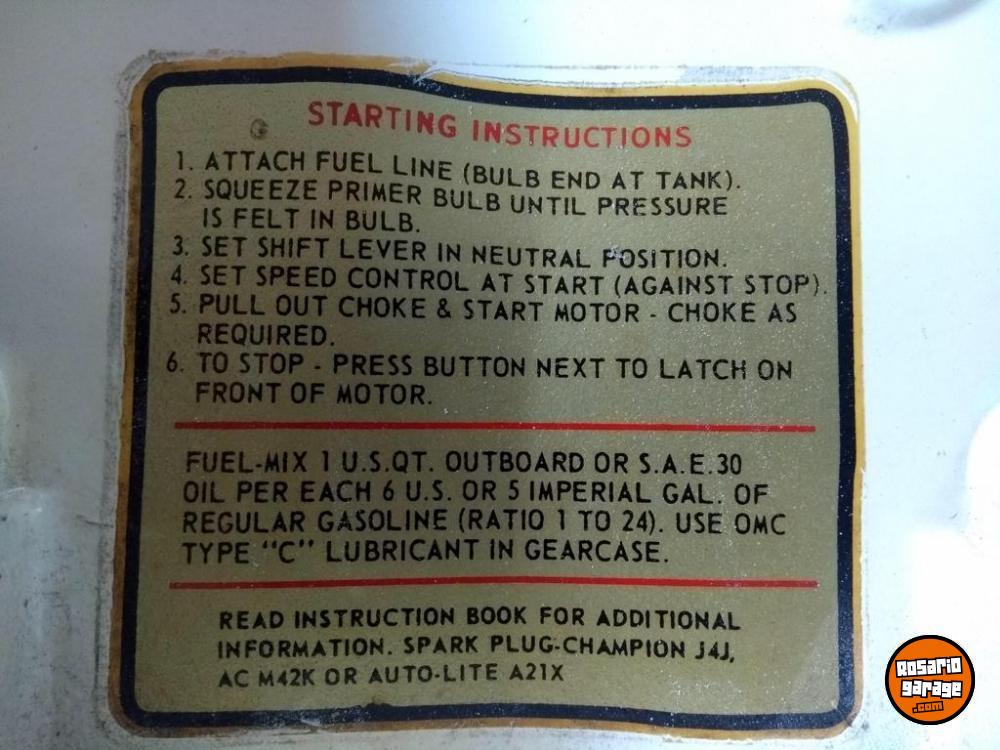 STARTING INSTRUCTIONS
1. ATTACH FUEL LINE (BULB END AT TANK).
2. SQUEEZE PRIMER BULB UNTIL PRESSURE
IS FELT IN BULB.
3. SET SHIFT LEVER IN NEUTRAL POSITION.
4. SET SPEED CONTROL AT START (AGAINST STOP).
5. PULL OUT CHOKE & START MOTOR - CHOKE AS
REQUIRED.
6. TO STOP - PRESS BUTTON NEXT TO LATCH ON
FRONT OF MOTOR.
FUEL-MIX 1 U.S.QT. OUTBOARD OR S.A.E.30
OIL PER EACH 6 U.S. OR 5 IMPERIAL GAL. OF
REGULAR GASOLINE (RATIO 1 TO 24). USE OMC
TYPE "C" LUBRICANT IN GEARCASE.
READ INSTRUCTION BOOK FOR ADDITIONAL
INFORMATION. SPARK PLUG-CHAMPION J4J,
AC M42K OR AUTO-LITE A21X
ROSARIO
garage
.com